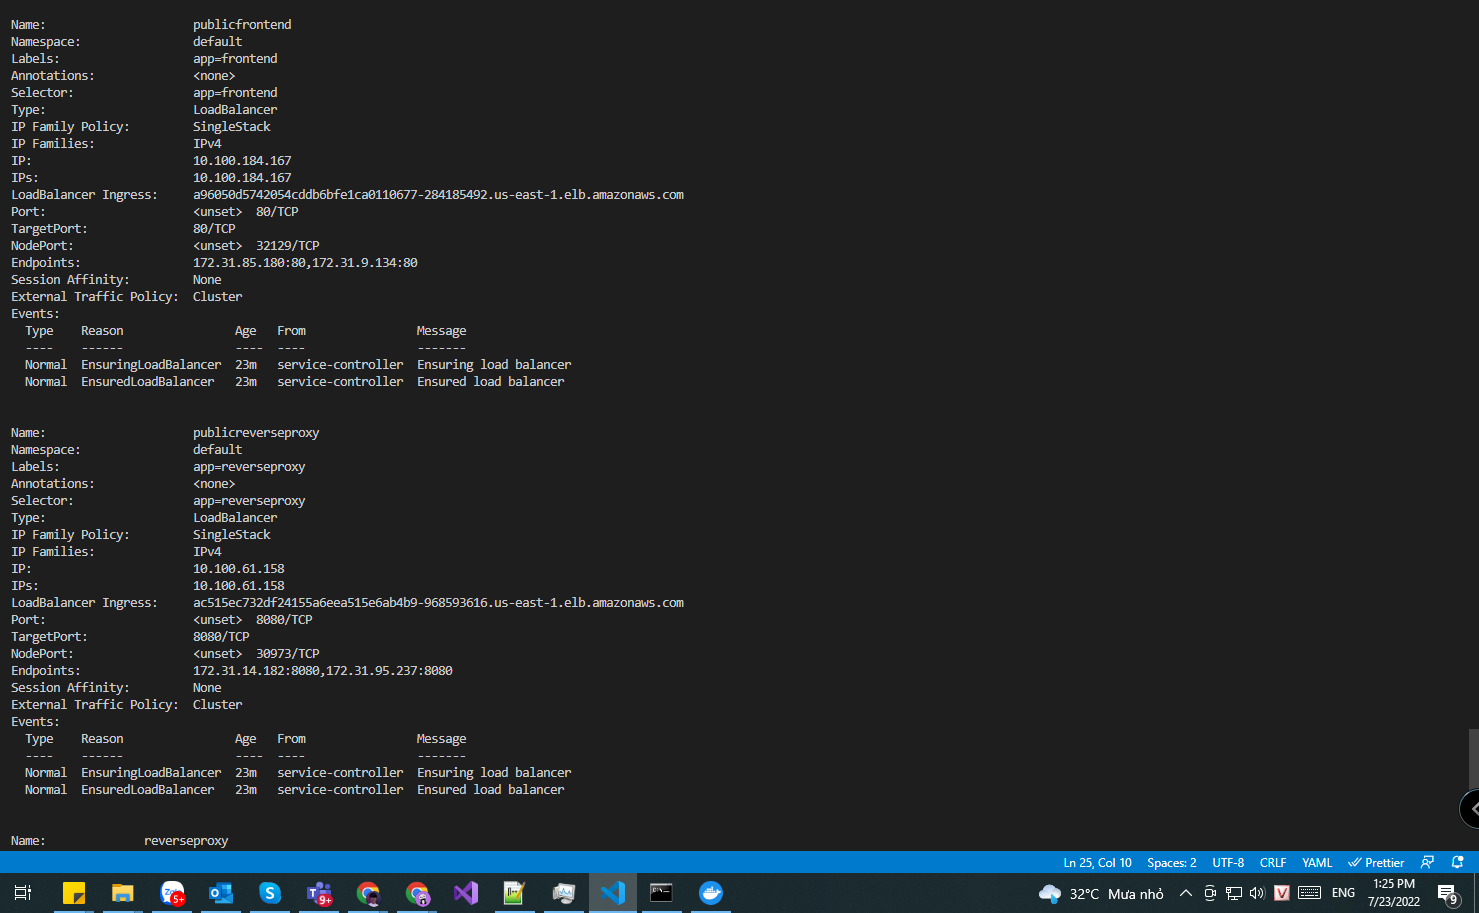 Name:                     publicfrontend
Namespace:                default
Labels:                   app=frontend
Annotations:              <none>
Selector:                 app=frontend
Type:                     LoadBalancer
IP Family Policy:         SingleStack
IP Families:              IPv4
IP:                       10.100.184.167
IPs:                      10.100.184.167
LoadBalancer Ingress:     a96050d5742054cddb6bfe1ca0110677-284185492.us-east-1.elb.amazonaws.com
Port:                     <unset>  80/TCP
TargetPort:               80/TCP
NodePort:                 <unset>  32129/TCP
Endpoints:                172.31.85.180:80,172.31.9.134:80
Session Affinity:         None
External Traffic Policy:  Cluster
Events:
  Type    Reason                Age   From                Message
  ----    ------                ----  ----                -------
  Normal  EnsuringLoadBalancer  23m   service-controller  Ensuring load balancer
  Normal  EnsuredLoadBalancer   23m   service-controller  Ensured load balancer
Name:                     publicreverseproxy
Namespace:                default
Labels:                   app=reverseproxy
Annotations:              <none>
Selector:                 app=reverseproxy
Type:                     LoadBalancer
IP Family Policy:         SingleStack
IP Families:              IPv4
IP:                       10.100.61.158
IPs:                      10.100.61.158
LoadBalancer Ingress:     ac515ec732df24155a6eea515e6ab4b9-968593616.us-east-1.elb.amazonaws.com
Port:                     <unset>  8080/TCP
TargetPort:               8080/TCP
NodePort:                 <unset>  30973/TCP
Endpoints:                172.31.14.182:8080,172.31.95.237:8080
Session Affinity:         None
External Traffic Policy:  Cluster
Events:
  Type    Reason                Age   From                Message
  ----    ------                ----  ----                -------
  Normal  EnsuringLoadBalancer  23m   service-controller  Ensuring load balancer
  Normal  EnsuredLoadBalancer   23m   service-controller  Ensured load balancer
Name:              reverseproxy
Ln 25, Col 10 Spaces: 2 UTF-8 CRLF YAML Prettier
5+ 9+ 32°C Mưa nhỏ ENG 1:25 PM
7/23/2022 9